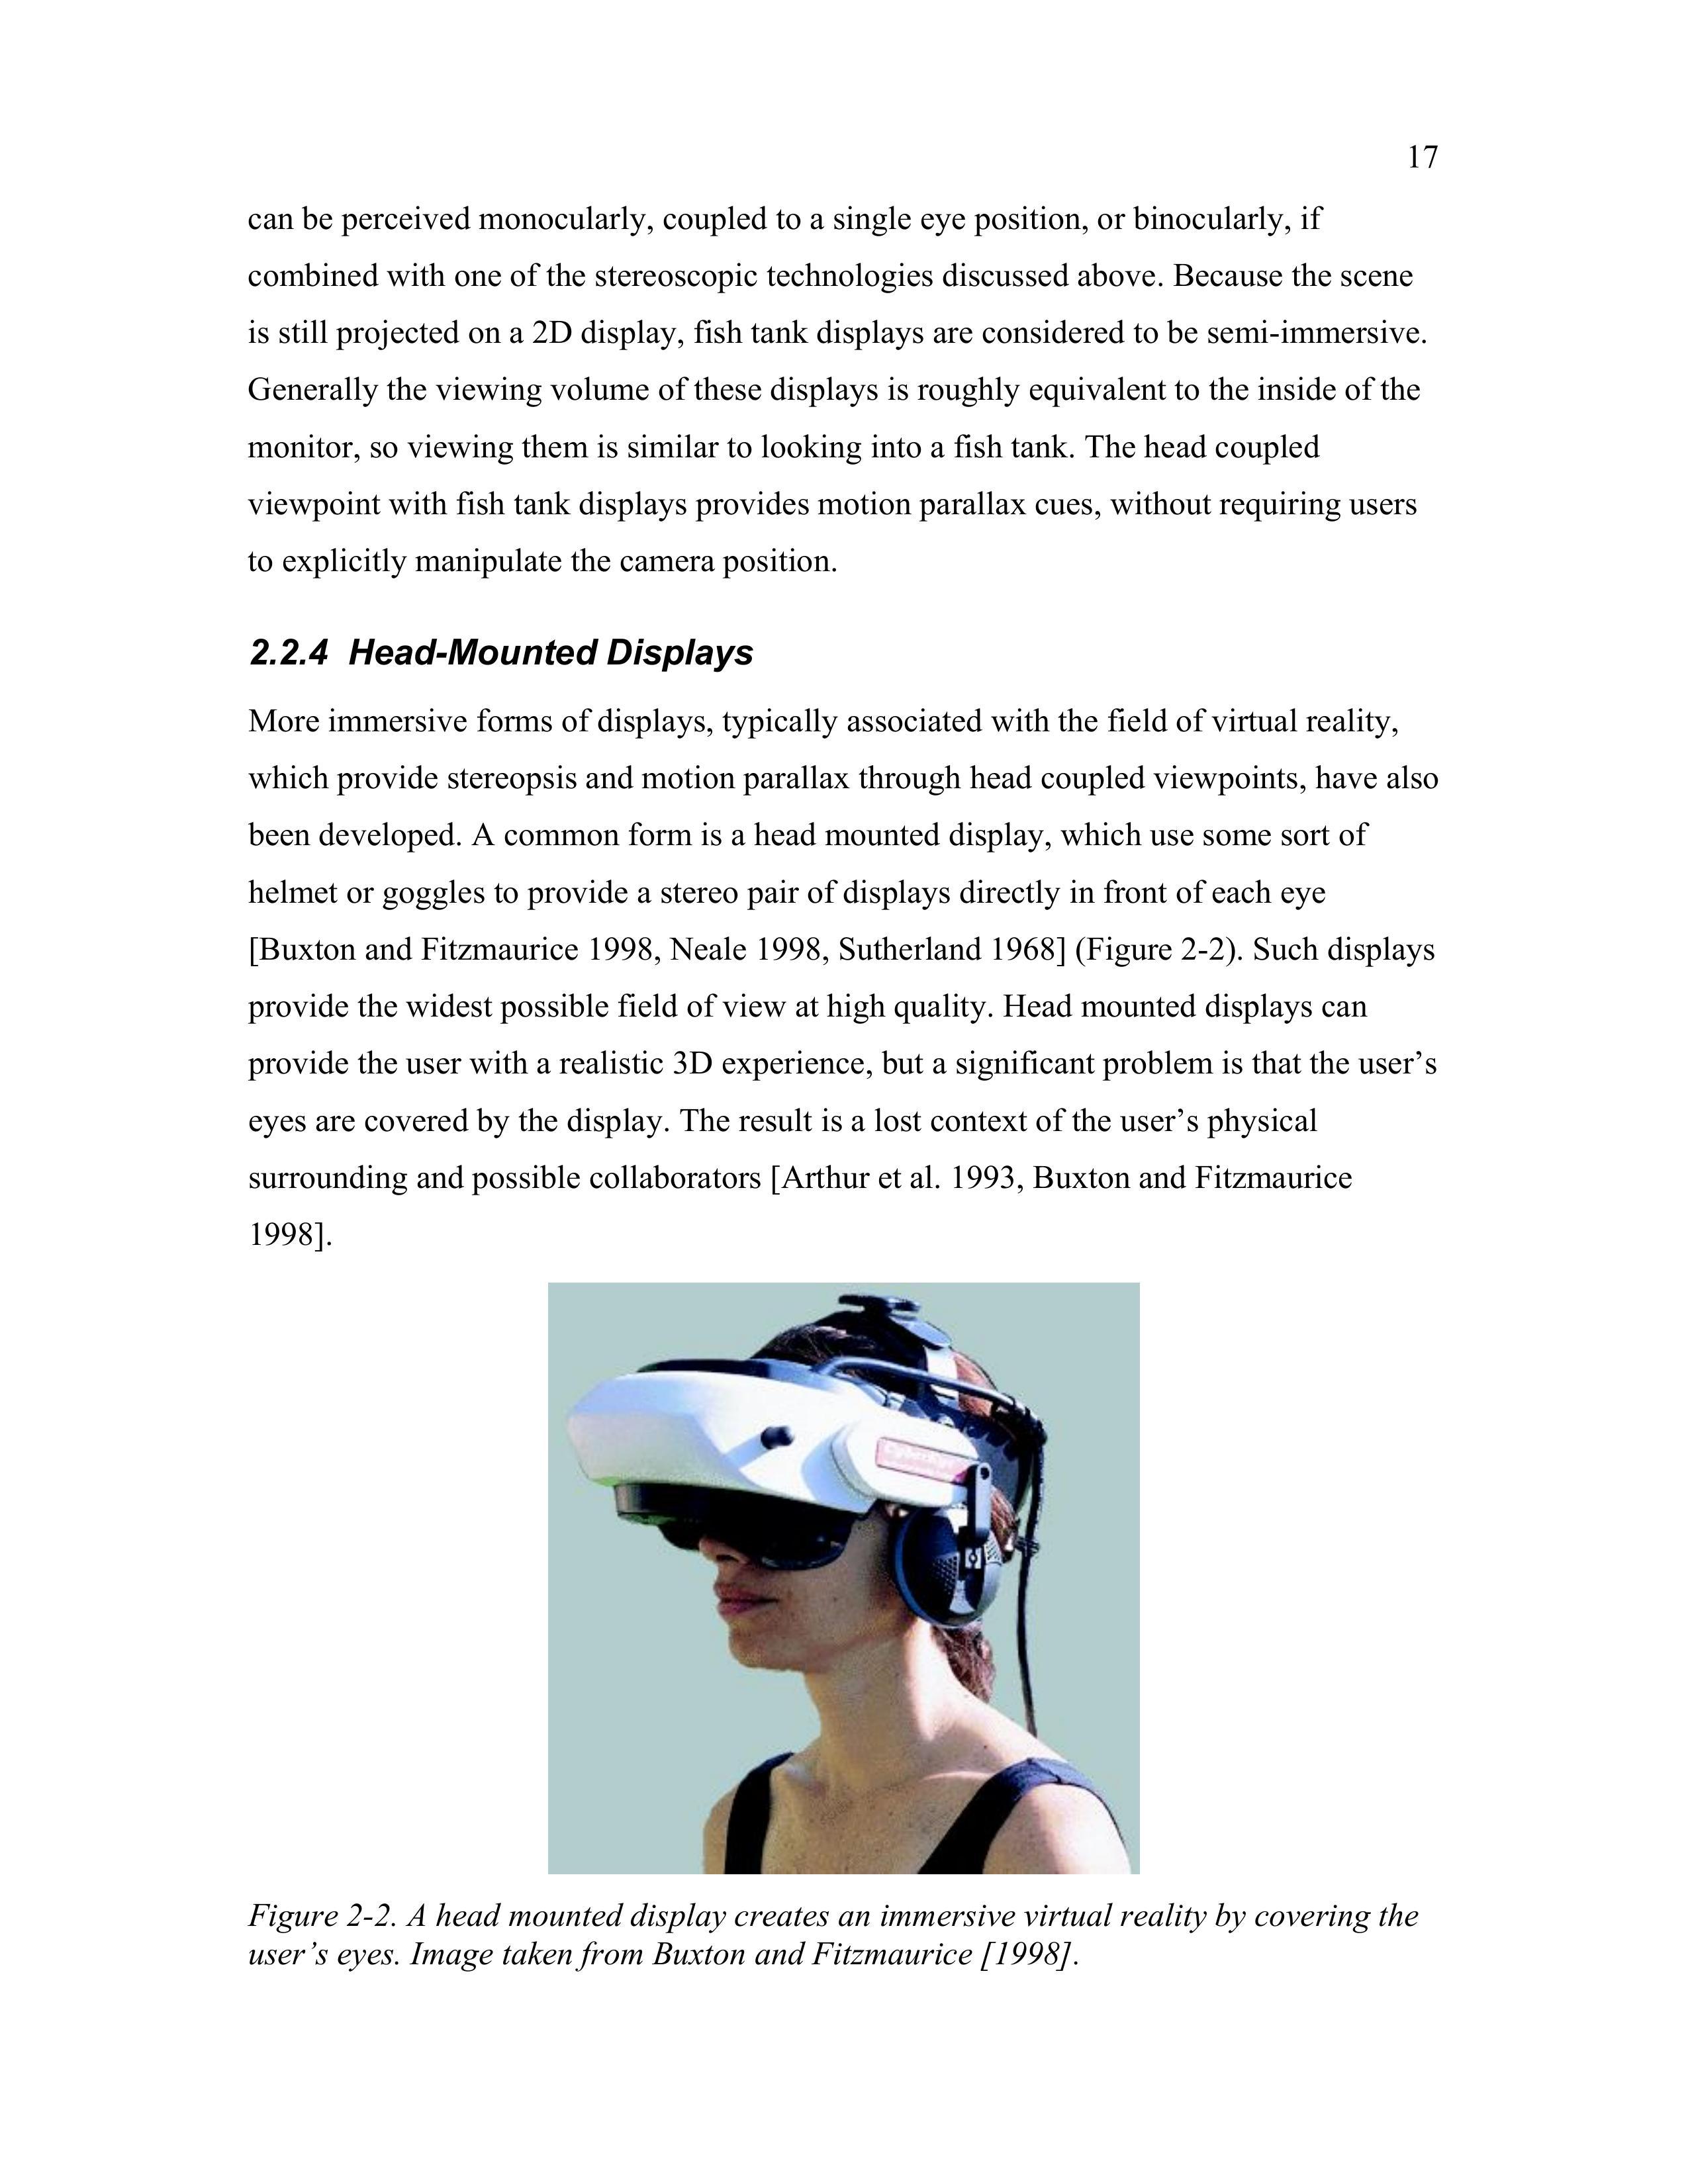 17
can be perceived monocularly, coupled to a single eye position, or binocularly, if
combined with one of the stereoscopic technologies discussed above. Because the scene
is still projected on a 2D display, fish tank displays are considered to be semi-immersive.
Generally the viewing volume of these displays is roughly equivalent to the inside of the
monitor, so viewing them is similar to looking into a fish tank. The head coupled
viewpoint with fish tank displays provides motion parallax cues, without requiring users
to explicitly manipulate the camera position.
2.2.4 Head-Mounted Displays
More immersive forms of displays, typically associated with the field of virtual reality,
which provide stereopsis and motion parallax through head coupled viewpoints, have also
been developed. A common form is a head mounted display, which use some sort of
helmet or goggles to provide a stereo pair of displays directly in front of each eye
[Buxton and Fitzmaurice 1998, Neale 1998, Sutherland 1968] (Figure 2-2). Such displays
provide the widest possible field of view at high quality. Head mounted displays can
provide the user with a realistic 3D experience, but a significant problem is that the user’s
eyes are covered by the display. The result is a lost context of the user’s physical
surrounding and possible collaborators [Arthur et al. 1993, Buxton and Fitzmaurice
1998].
Figure 2-2. A head mounted display creates an immersive virtual reality by covering the
user’s eyes. Image taken from Buxton and Fitzmaurice [1998].